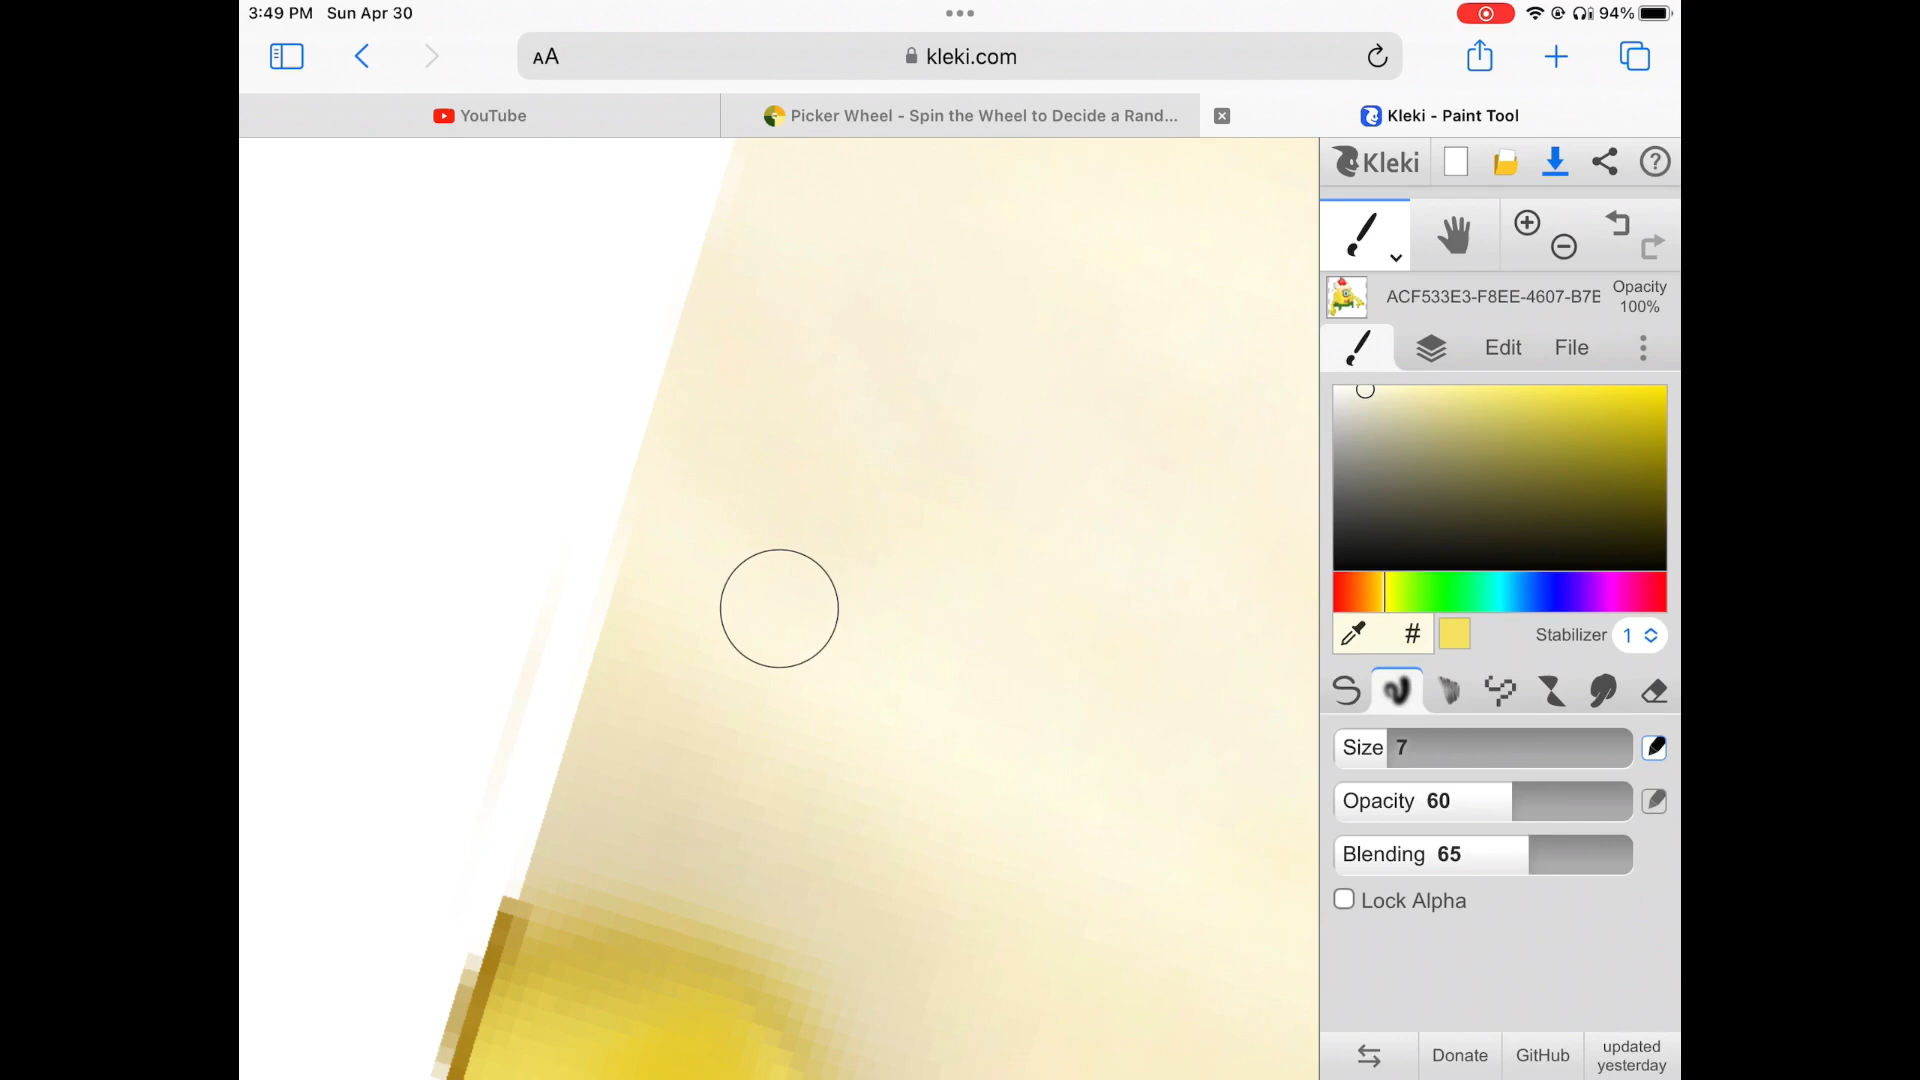 3:49 PM Sun Apr 30
94%
AA
kleki.com
YouTube
Picker Wheel - Spin the Wheel to Decide a Rand...
Kleki - Paint Tool
Kleki
ACF533E3-F8EE-4607-B7E
Opacity
100%
Edit
File
#
Stabilizer 1
Size 7
Opacity 60
Blending 65
Lock Alpha
Donate
GitHub
updated
yesterday